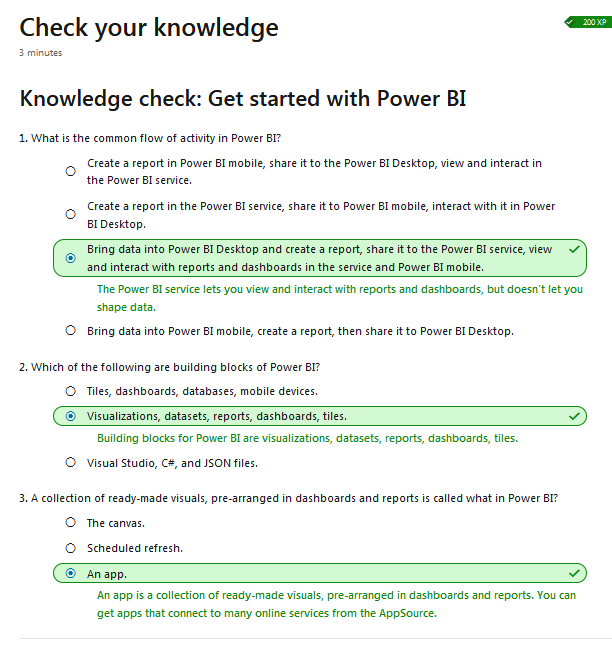 Check your knowledge
200 XP
3 minutes
Knowledge check: Get started with Power BI
1. What is the common flow of activity in Power BI?
Create a report in Power BI mobile, share it to the Power BI Desktop, view and interact in
the Power BI service.
Create a report in the Power BI service, share it to Power BI mobile, interact with it in Power
BI Desktop.
Bring data into Power BI Desktop and create a report, share it to the Power BI service, view
and interact with reports and dashboards in the service and Power BI mobile.
The Power BI service lets you view and interact with reports and dashboards, but doesn't let you
shape data.
Bring data into Power BI mobile, create a report, then share it to Power BI Desktop.
2. Which of the following are building blocks of Power BI?
Tiles, dashboards, databases, mobile devices.
Visualizations, datasets, reports, dashboards, tiles.
Building blocks for Power BI are visualizations, datasets, reports, dashboards, tiles.
Visual Studio, C#, and JSON files.
3. A collection of ready-made visuals, pre-arranged in dashboards and reports is called what in Power BI?
The canvas.
Scheduled refresh.
An app.
An app is a collection of ready-made visuals, pre-arranged in dashboards and reports. You can
get apps that connect to many online services from the AppSource.